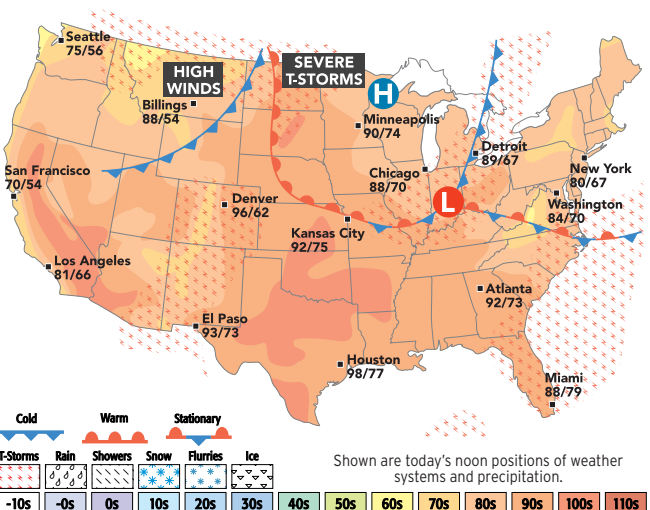 Seattle
75/56
HIGH
WINDS
SEVERE
T-STORMS
H
Billings
88/54
Minneapolis
90/74
Detroit
89/67
San Francisco
70/54
Chicago
88/70
New York
80/67
Denver
96/62
L
Washington
84/70
Kansas City
92/75
Los Angeles
81/66
Atlanta
92/73
El Paso
93/73
Houston
98/77
Miami
88/79
Cold
Warm
Stationary
T-Storms
Rain
Showers
Snow
Flurries
Ice
Shown are today's noon positions of weather
systems and precipitation.
-10s -0s 0s 10s 20s 30s 40s 50s 60s 70s 80s 90s 100s 110s